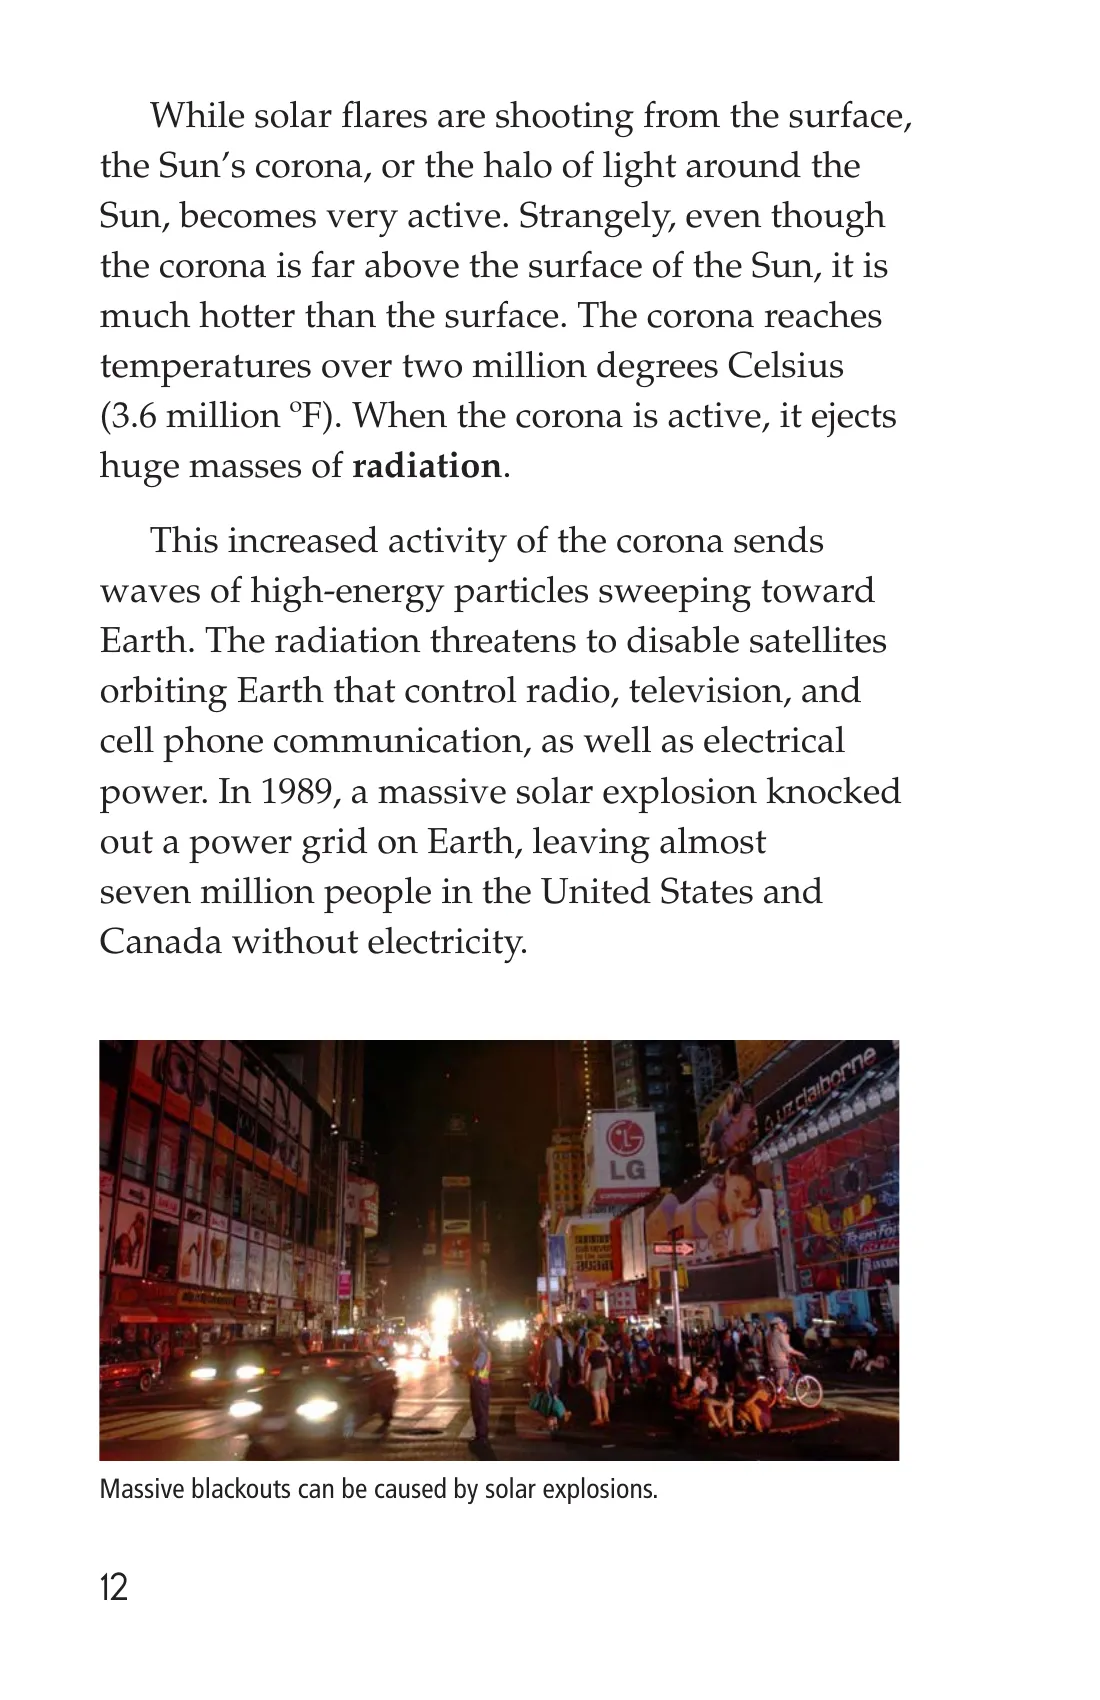 While solar flares are shooting from the surface,
the Sun's corona, or the halo of light around the
Sun, becomes very active. Strangely, even though
the corona is far above the surface of the Sun, it is
much hotter than the surface. The corona reaches
temperatures over two million degrees Celsius
(3.6 million ºF). When the corona is active, it ejects
huge masses of radiation.
This increased activity of the corona sends
waves of high-energy particles sweeping toward
Earth. The radiation threatens to disable satellites
orbiting Earth that control radio, television, and
cell phone communication, as well as electrical
power. In 1989, a massive solar explosion knocked
out a power grid on Earth, leaving almost
seven million people in the United States and
Canada without electricity.
liz claiborne
LG
Massive blackouts can be caused by solar explosions.
12